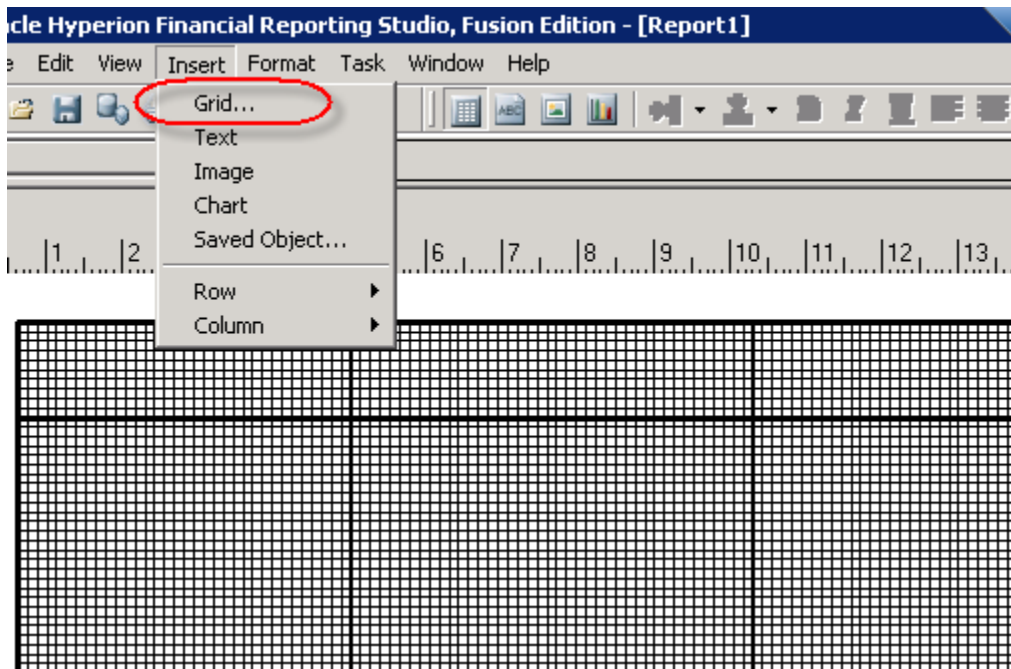 cle Hyperion Financial Reporting Studio, Fusion Edition - [Report1]
e Edit View Insert Format Task Window Help
Grid...
ABC
Text
Image
Chart
Saved Object...
1 2 6 7 8 9 10 11 12 13
Row
Column